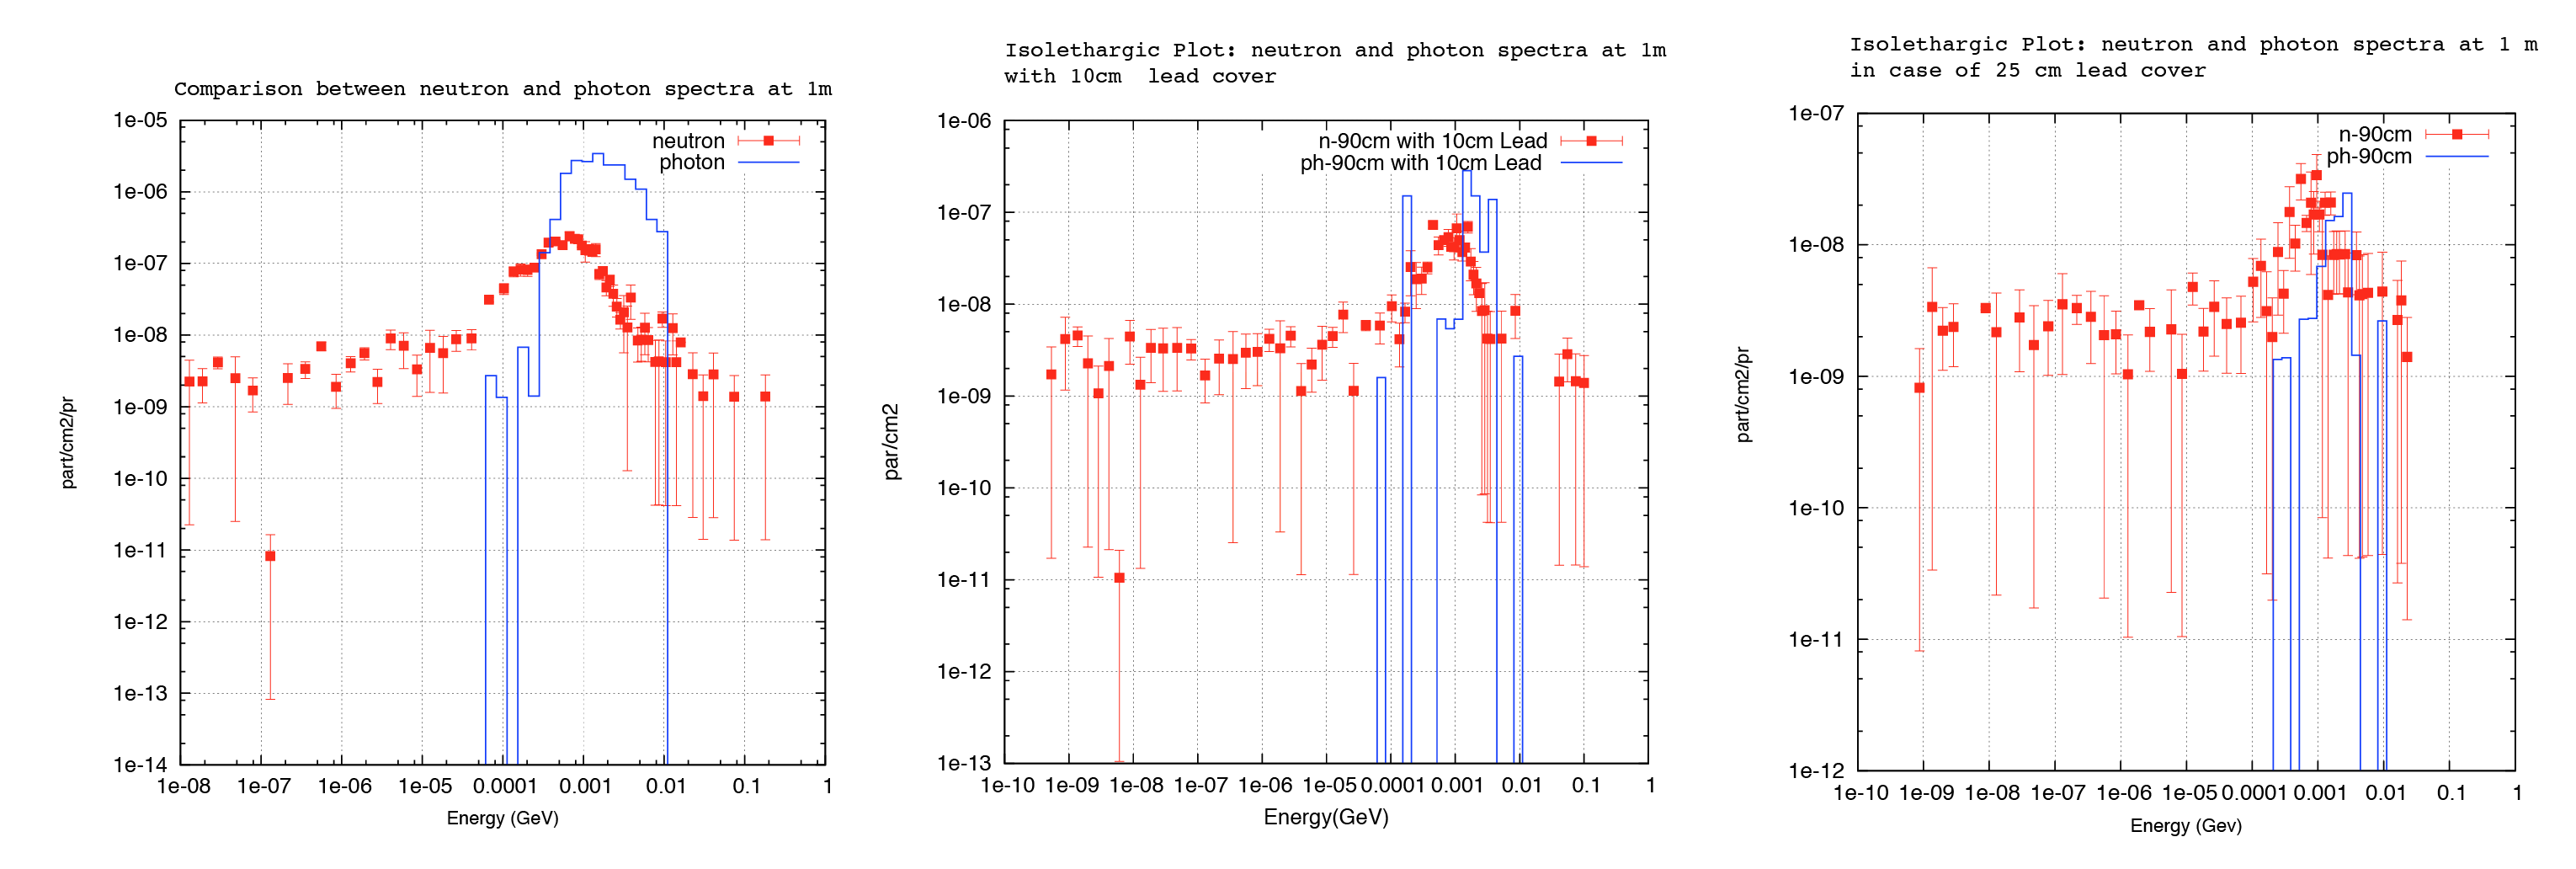 Comparison between neutron and photon spectra at 1m
1e-05
1e-06
1e-07
1e-08
1e-09
1e-10
1e-11
1e-12
1e-13
1e-14
part/cm2/pr
neutron
photon
1e-08 1e-07 1e-06 1e-05 0.0001 0.001 0.01 0.1 1
Energy (GeV)
Isolethargic Plot: neutron and photon spectra at 1m
with 10cm lead cover
1e-06
1e-07
1e-08
1e-09
1e-10
1e-11
1e-12
1e-13
par/cm2
n-90cm with 10cm Lead
ph-90cm with 10cm Lead
1e-10 1e-09 1e-08 1e-07 1e-06 1e-05 0.0001 0.001 0.01 0.1 1
Energy(GeV)
Isolethargic Plot: neutron and photon spectra at 1 m
in case of 25 cm lead cover
1e-07
1e-08
1e-09
1e-10
1e-11
1e-12
part/cm2/pr
n-90cm
ph-90cm
1e-10 1e-09 1e-08 1e-07 1e-06 1e-05 0.0001 0.001 0.01 0.1 1
Energy (Gev)